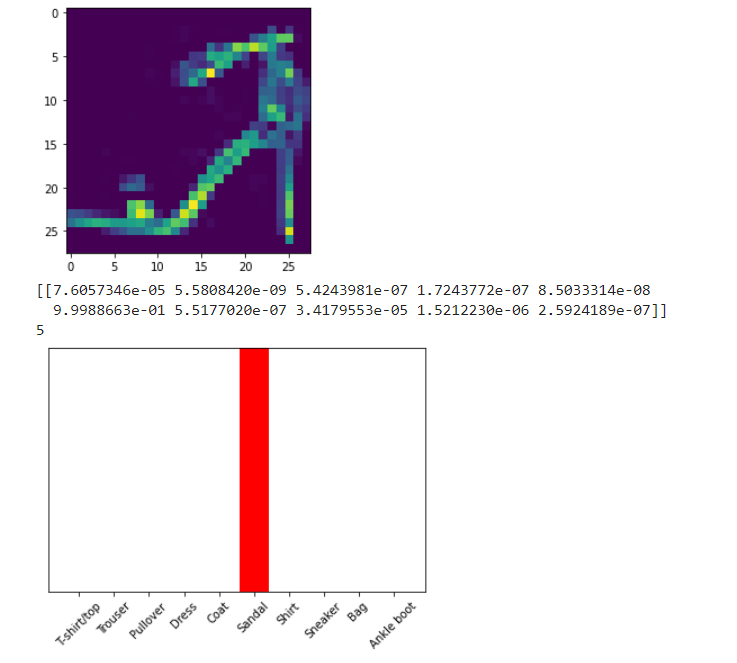 0
5
10
15
20
25
0 5 10 15 20 25
[[7.6057346e-05 5.5808420e-09 5.4243981e-07 1.7243772e-07 8.5033314e-08
9.9988663e-01 5.5177020e-07 3.4179553e-05 1.5212230e-06 2.5924189e-07]]
5
T-shirt/top Trouser Pullover Dress Coat Sandal Shirt Sneaker Bag Ankle boot